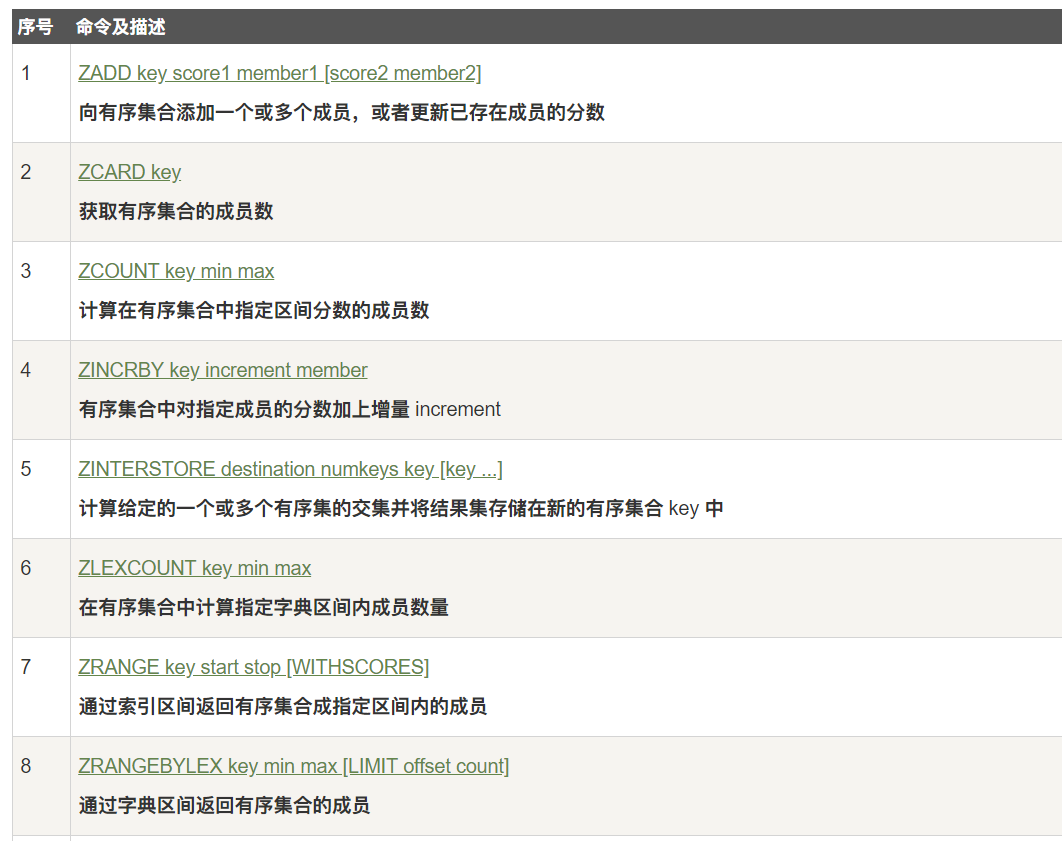 序号 命令及描述
1 ZADD key score1 member1 [score2 member2]
向有序集合添加一个或多个成员，或者更新已存在成员的分数
2 ZCARD key
获取有序集合的成员数
3 ZCOUNT key min max
计算在有序集合中指定区间分数的成员数
4 ZINCRBY key increment member
有序集合中对指定成员的分数加上增量 increment
5 ZINTERSTORE destination numkeys key [key ...]
计算给定的一个或多个有序集的交集并将结果集存储在新的有序集合 key 中
6 ZLEXCOUNT key min max
在有序集合中计算指定字典区间内成员数量
7 ZRANGE key start stop [WITHSCORES]
通过索引区间返回有序集合成指定区间内的成员
8 ZRANGEBYLEX key min max [LIMIT offset count]
通过字典区间返回有序集合的成员